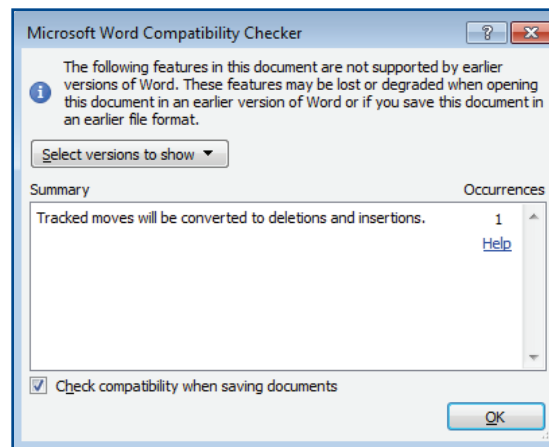 Microsoft Word Compatibility Checker
The following features in this document are not supported by earlier
versions of Word. These features may be lost or degraded when opening
this document in an earlier version of Word or if you save this document in
an earlier file format.
Select versions to show
Summary Occurrences
Tracked moves will be converted to deletions and insertions. 1
Help
Check compatibility when saving documents
OK